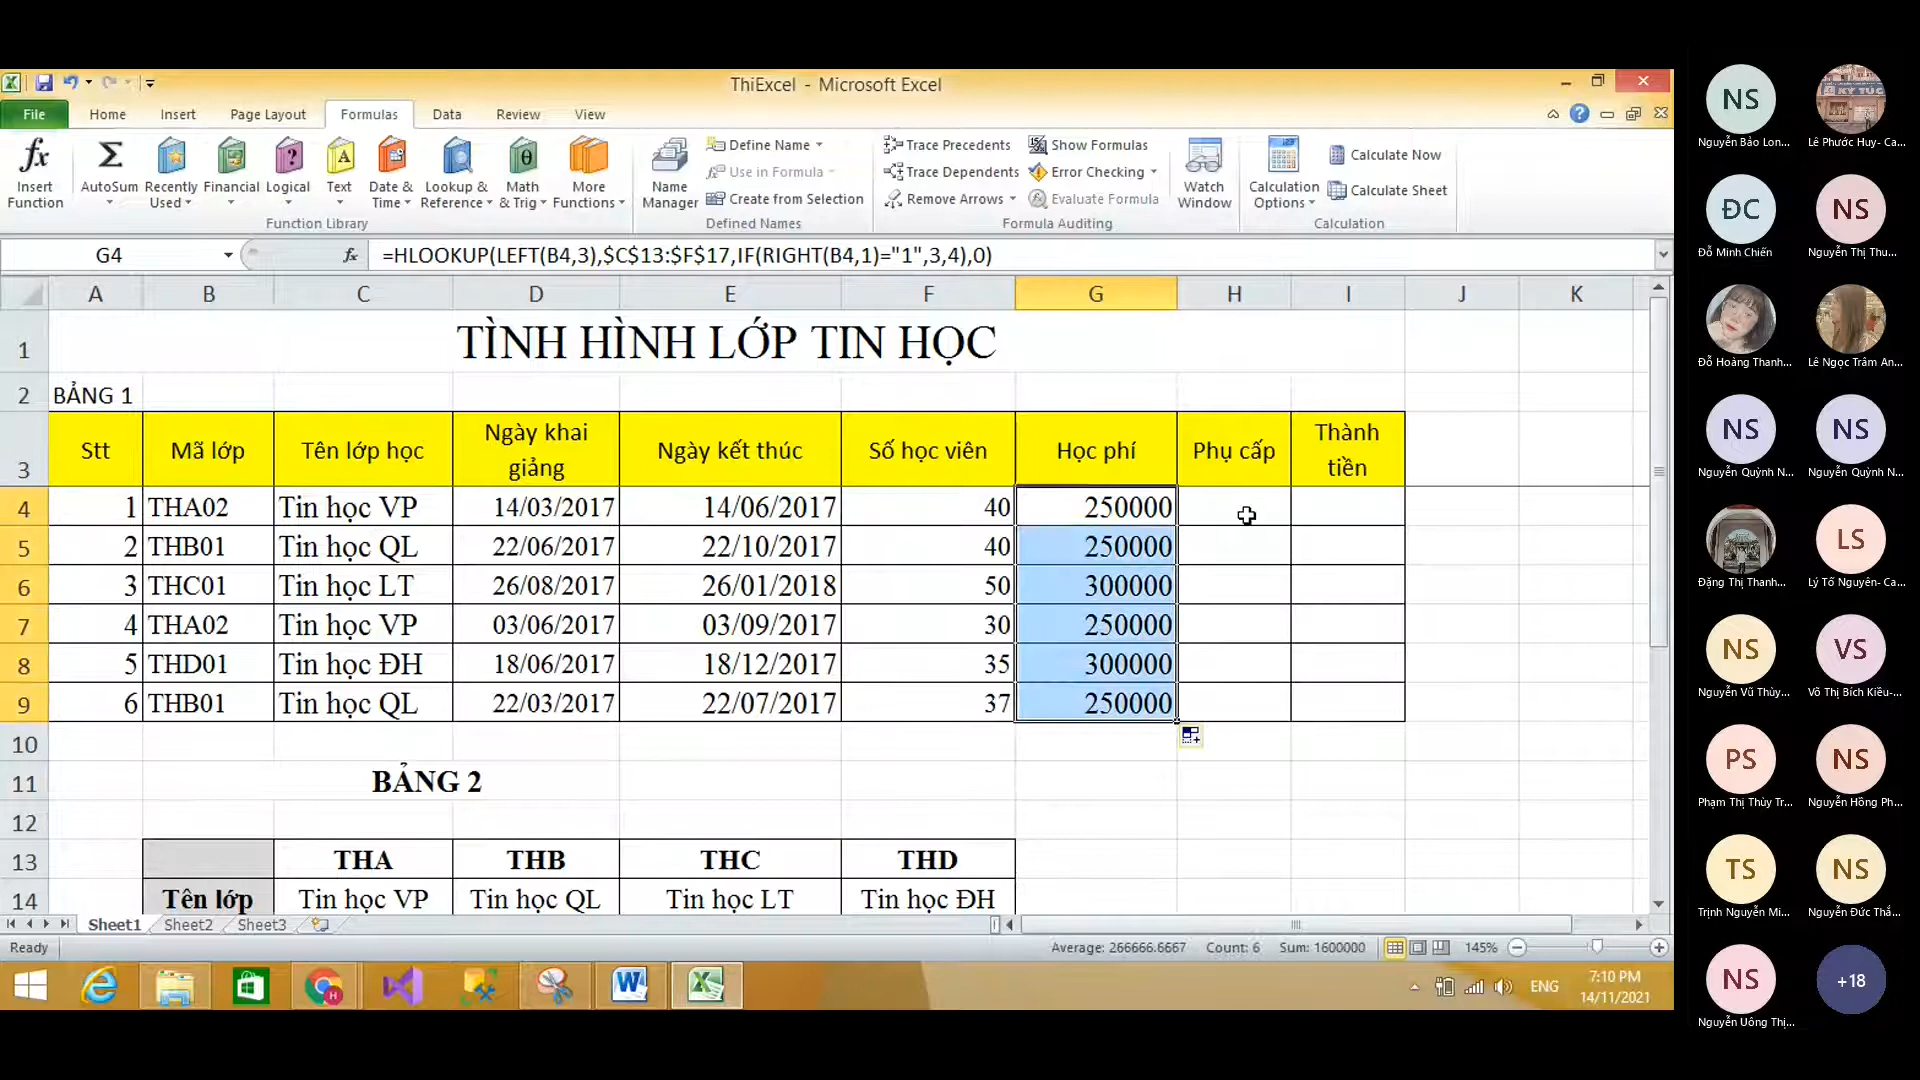 ThiExcel - Microsoft Excel
File Home Insert Page Layout Formulas Data Review View
Insert Function
AutoSum
Recently Used
Financial
Logical
Text
Date & Time
Lookup & Reference
Math & Trig
More Functions
Function Library
Name Manager
Define Name
Use in Formula
Create from Selection
Defined Names
Trace Precedents
Trace Dependents
Remove Arrows
Show Formulas
Error Checking
Evaluate Formula
Formula Auditing
Watch Window
Calculation Options
Calculate Now
Calculate Sheet
Calculation
G4 fx =HLOOKUP(LEFT(B4,3),$C$13:$F$17,IF(RIGHT(B4,1)="1",3,4),0)
A B C D E F G H I J K
1 TÌNH HÌNH LỚP TIN HỌC
2 BẢNG 1
3 Stt Mã lớp Tên lớp học Ngày khai giảng Ngày kết thúc Số học viên Học phí Phụ cấp Thành tiền
4 1 THA02 Tin học VP 14/03/2017 14/06/2017 40 250000
5 2 THB01 Tin học QL 22/06/2017 22/10/2017 40 250000
6 3 THC01 Tin học LT 26/08/2017 26/01/2018 50 300000
7 4 THA02 Tin học VP 03/06/2017 03/09/2017 30 250000
8 5 THD01 Tin học ĐH 18/06/2017 18/12/2017 35 300000
9 6 THB01 Tin học QL 22/03/2017 22/07/2017 37 250000
10
11 BẢNG 2
12
13 THA THB THC THD
14 Tên lớp Tin học VP Tin học QL Tin học LT Tin học ĐH
Sheet1 Sheet2 Sheet3
Ready Average: 266666.6667 Count: 6 Sum: 1600000 145%
ENG 7:10 PM
14/11/2021
NS
Nguyễn Bảo Lon... Lê Phước Huy- Ca...
ĐC NS
Đỗ Minh Chiến Nguyễn Thị Thu...
Đỗ Hoàng Thanh... Lê Ngọc Trâm An...
NS NS
Nguyễn Quỳnh N... Nguyễn Quỳnh N...
LS
Đặng Thị Thanh... Lý Tố Nguyên- Ca...
NS VS
Nguyễn Vũ Thùy... Võ Thị Bích Kiều-...
PS NS
Phạm Thị Thùy Tr... Nguyễn Hồng Ph...
TS NS
Trịnh Nguyễn Mi... Nguyễn Đức Thắ...
NS +18
Nguyễn Uông Thị...